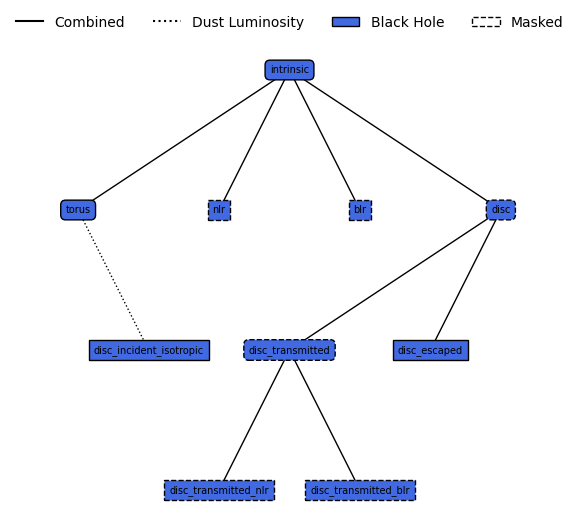 Combined Dust Luminosity Black Hole Masked
intrinsic
torus nlr blr disc
disc_incident_isotropic disc_transmitted disc_escaped
disc_transmitted_nlr disc_transmitted_blr